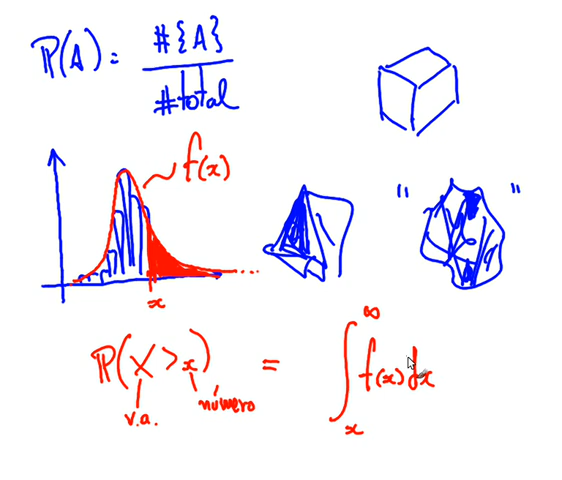 ℙ(A) = #{A} / #total
f(x)
" "
x
ℙ(X > x) = ∫ₓ^∞ f(x) dx
v.a. número